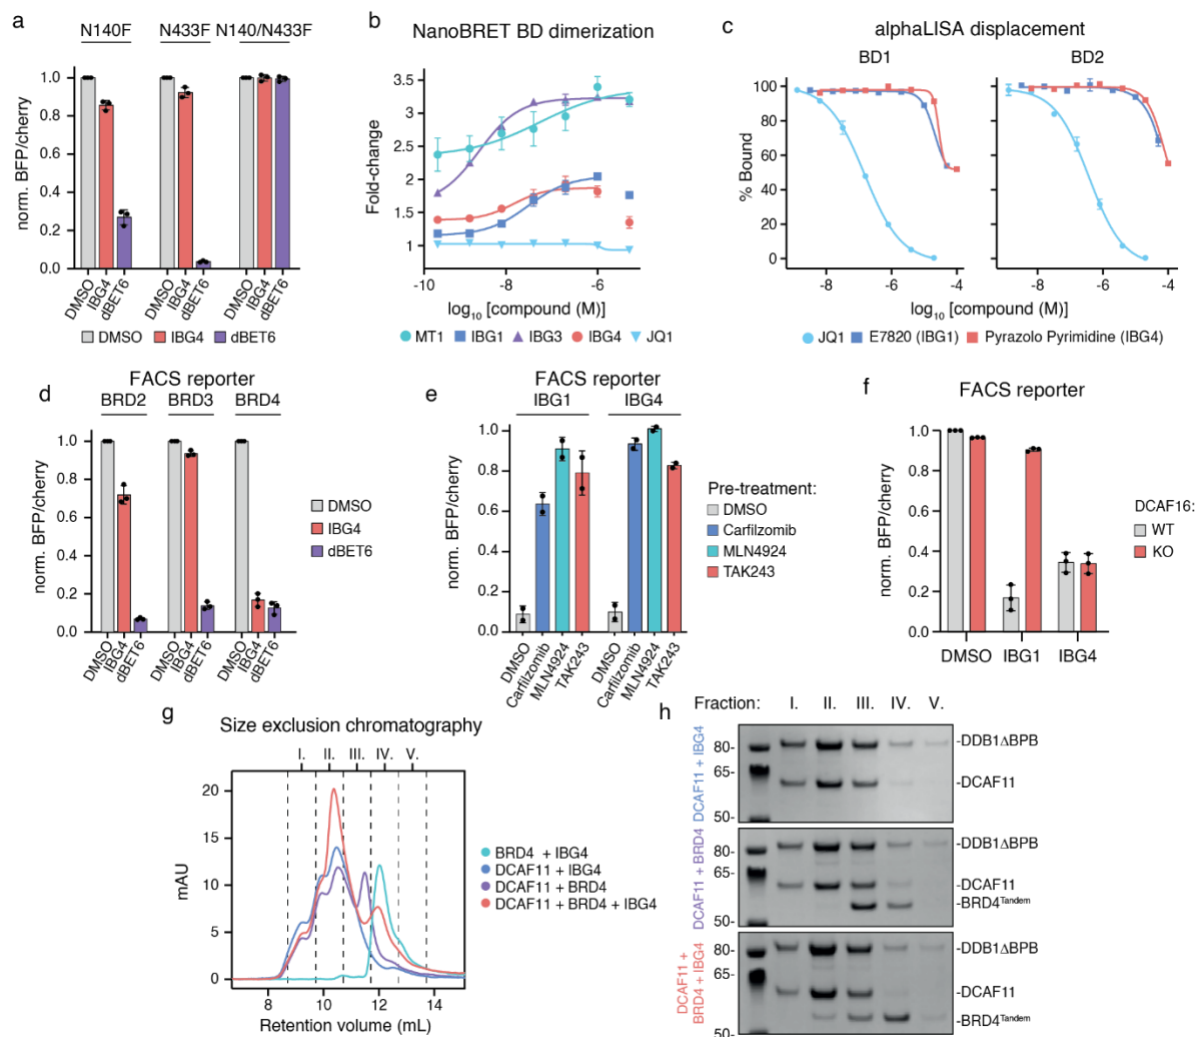 a
N140F N433F N140/N433F
norm. BFP/cherry
1.0
0.8
0.6
0.4
0.2
0.0
DMSO IBG4 dBET6 DMSO IBG4 dBET6 DMSO IBG4 dBET6
DMSO IBG4 dBET6
b
NanoBRET BD dimerization
Fold-change
3.5
3
2.5
2
1.5
1
-10 -8 -6
log10 [compound (M)]
MT1 IBG1 IBG3 IBG4 JQ1
c
alphaLISA displacement
BD1 BD2
% Bound
100
80
60
40
20
0
-8 -6 -4 -8 -6 -4
log10 [compound (M)]
JQ1 E7820 (IBG1) Pyrazolo Pyrimidine (IBG4)
d
FACS reporter
BRD2 BRD3 BRD4
norm. BFP/cherry
1.0
0.8
0.6
0.4
0.2
0.0
DMSO IBG4 dBET6 DMSO IBG4 dBET6 DMSO IBG4 dBET6
DMSO
IBG4
dBET6
e
FACS reporter
IBG1 IBG4
norm. BFP/cherry
1.0
0.8
0.6
0.4
0.2
0.0
DMSO Carfilzomib MLN4924 TAK243 DMSO Carfilzomib MLN4924 TAK243
Pre-treatment:
DMSO
Carfilzomib
MLN4924
TAK243
f
FACS reporter
norm. BFP/cherry
1.0
0.8
0.6
0.4
0.2
0.0
DMSO IBG1 IBG4
DCAF16:
WT
KO
g
Size exclusion chromatography
I. II. III. IV. V.
mAU
20
15
10
5
0
8 10 12 14
Retention volume (mL)
BRD4 + IBG4
DCAF11 + IBG4
DCAF11 + BRD4
DCAF11 + BRD4 + IBG4
h
Fraction: I. II. III. IV. V.
DCAF11 + IBG4
80-
65-
50-
-DDB1ΔBPB
-DCAF11
DCAF11 + BRD4
80-
65-
50-
-DDB1ΔBPB
-DCAF11
-BRD4Tandem
DCAF11 +
BRD4 + IBG4
80-
65-
50-
-DDB1ΔBPB
-DCAF11
-BRD4Tandem